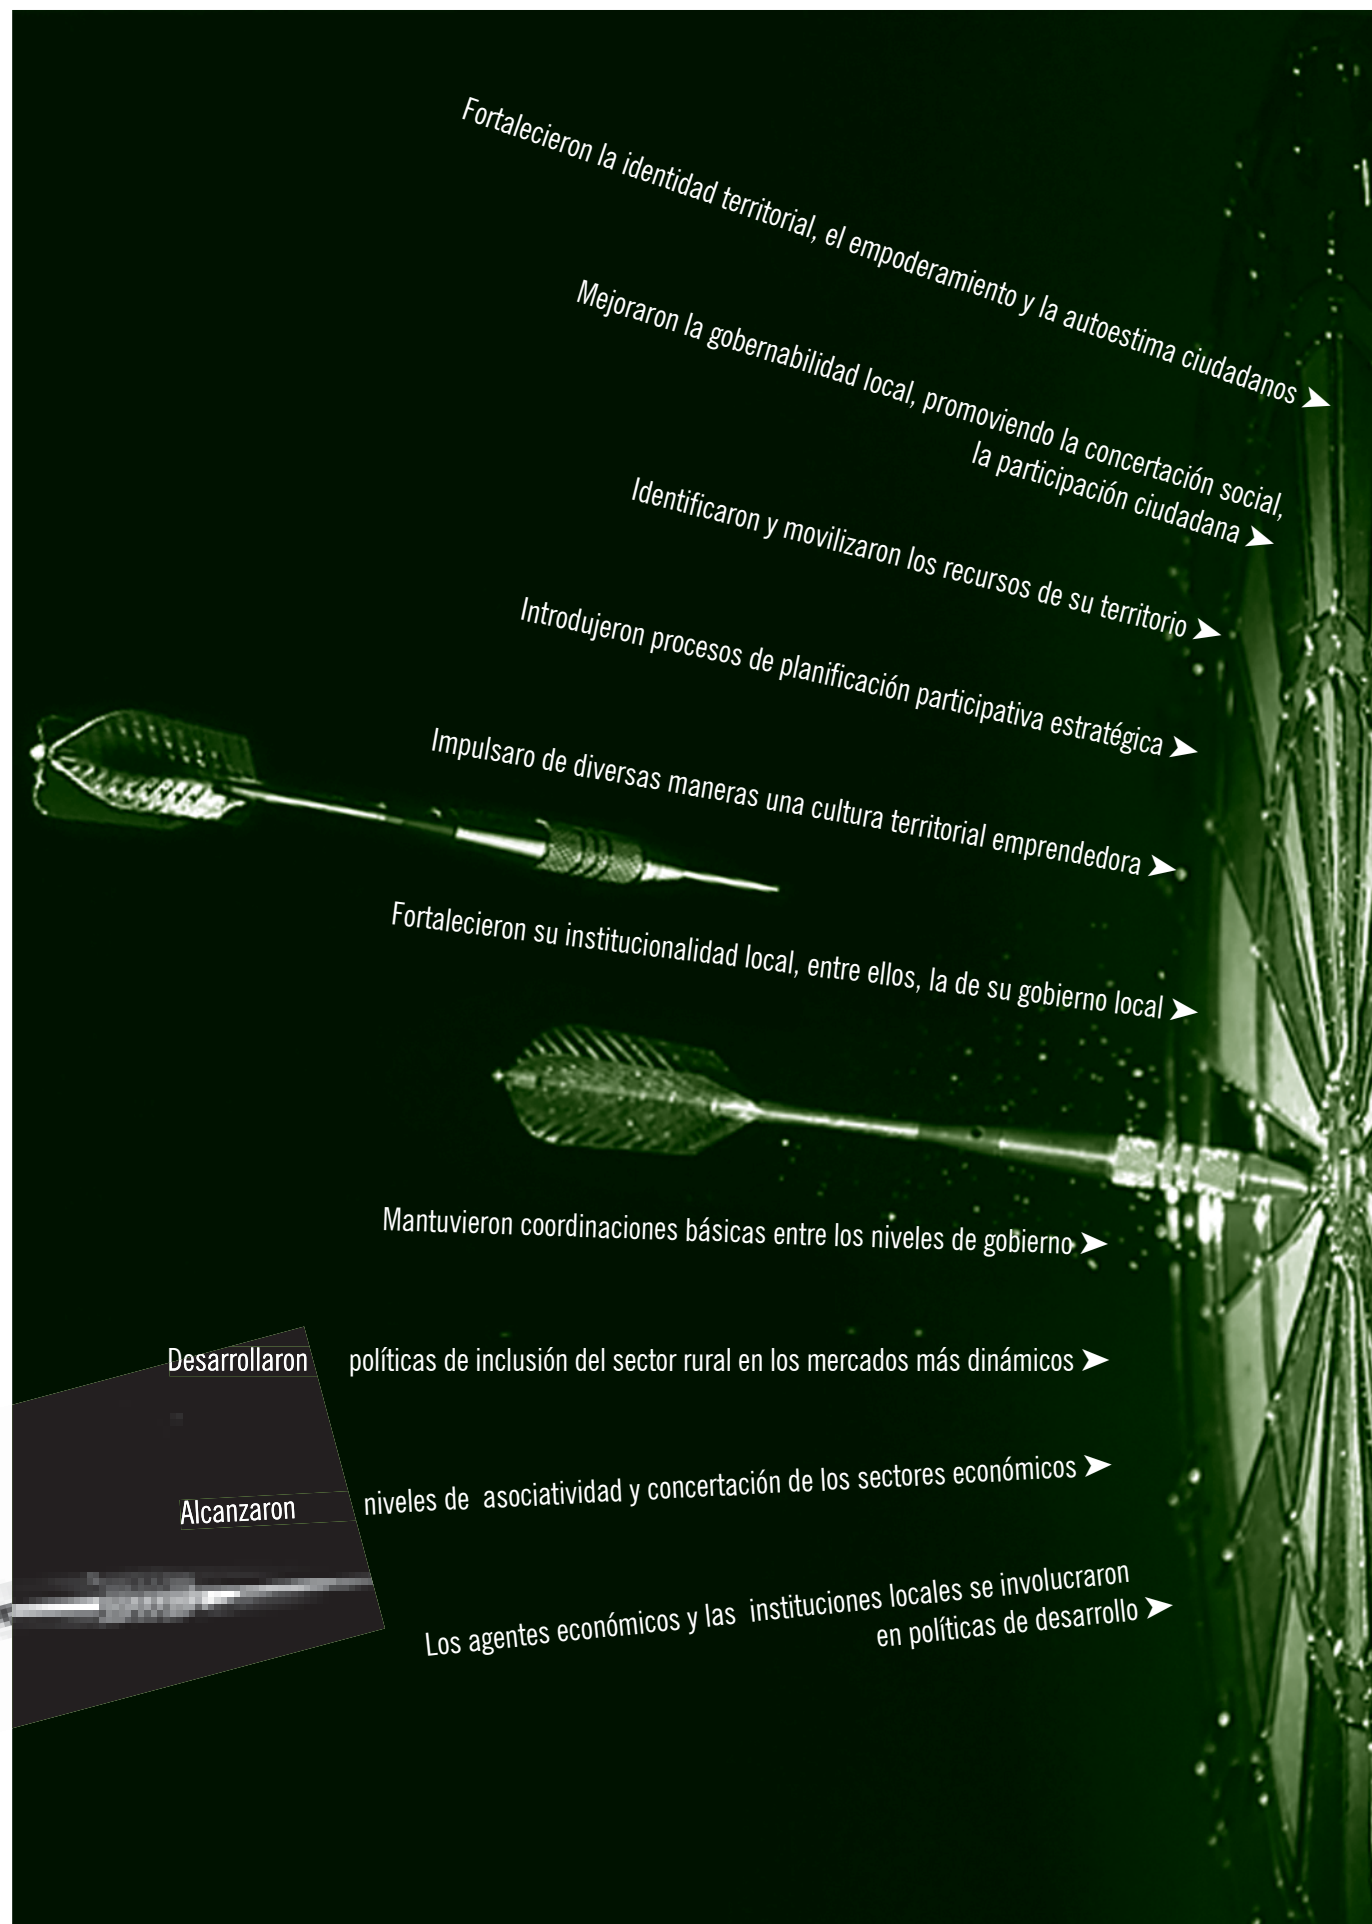 Fortalecieron la identidad territorial, el empoderamiento y la autoestima ciudadanos
Mejoraron la gobernabilidad local, promoviendo la concertación social,
la participación ciudadana
Identificaron y movilizaron los recursos de su territorio
Introdujeron procesos de planificación participativa estratégica
Impulsaro de diversas maneras una cultura territorial emprendedora
Fortalecieron su institucionalidad local, entre ellos, la de su gobierno local
Mantuvieron coordinaciones básicas entre los niveles de gobierno
Desarrollaron políticas de inclusión del sector rural en los mercados más dinámicos
Alcanzaron niveles de asociatividad y concertación de los sectores económicos
Los agentes económicos y las instituciones locales se involucraron
en políticas de desarrollo